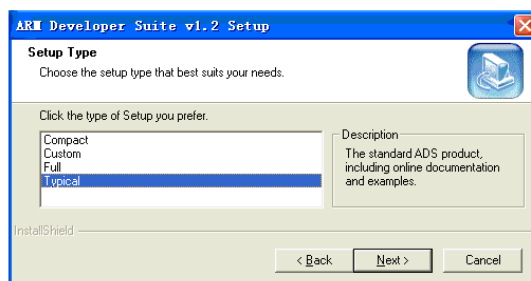 ARM Developer Suite v1.2 Setup
Setup Type
Choose the setup type that best suits your needs.
Click the type of Setup you prefer.
Compact
Custom
Full
Typical
Description
The standard ADS product,
including online documentation
and examples.
InstallShield
< Back
Next >
Cancel